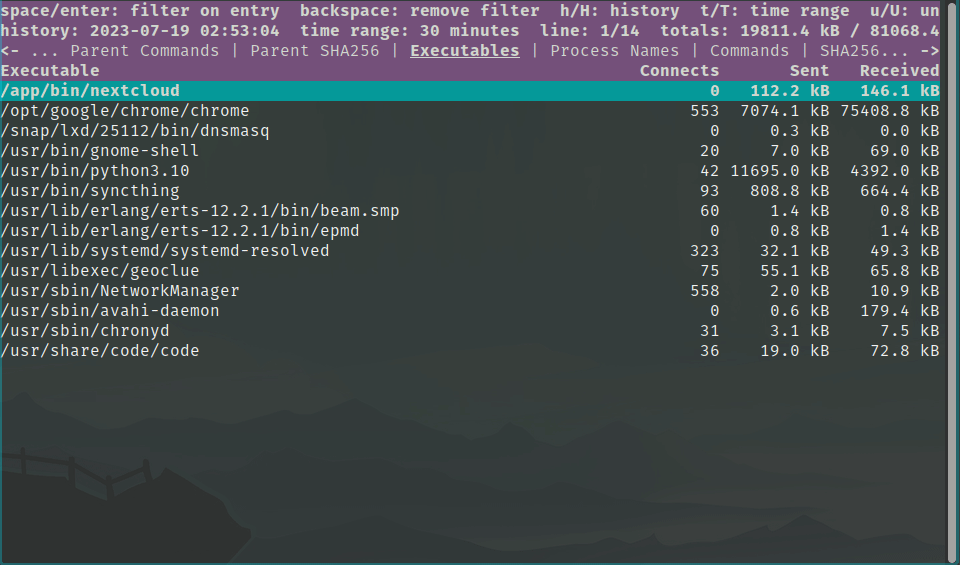 space/enter: filter on entry  backspace: remove filter  h/H: history  t/T: time range  u/U: un
history: 2023-07-19 02:53:04  time range: 30 minutes  line: 1/14  totals: 19811.4 kB / 81068.4
<- ... Parent Commands | Parent SHA256 | Executables | Process Names | Commands | SHA256... ->
Executable Connects Sent Received
/app/bin/nextcloud 0 112.2 kB 146.1 kB
/opt/google/chrome/chrome 553 7074.1 kB 75408.8 kB
/snap/lxd/25112/bin/dnsmasq 0 0.3 kB 0.0 kB
/usr/bin/gnome-shell 20 7.0 kB 69.0 kB
/usr/bin/python3.10 42 11695.0 kB 4392.0 kB
/usr/bin/syncthing 93 808.8 kB 664.4 kB
/usr/lib/erlang/erts-12.2.1/bin/beam.smp 60 1.4 kB 0.8 kB
/usr/lib/erlang/erts-12.2.1/bin/epmd 0 0.8 kB 1.4 kB
/usr/lib/systemd/systemd-resolved 323 32.1 kB 49.3 kB
/usr/libexec/geoclue 75 55.1 kB 65.8 kB
/usr/sbin/NetworkManager 558 2.0 kB 10.9 kB
/usr/sbin/avahi-daemon 0 0.6 kB 179.4 kB
/usr/sbin/chronyd 31 3.1 kB 7.5 kB
/usr/share/code/code 36 19.0 kB 72.8 kB